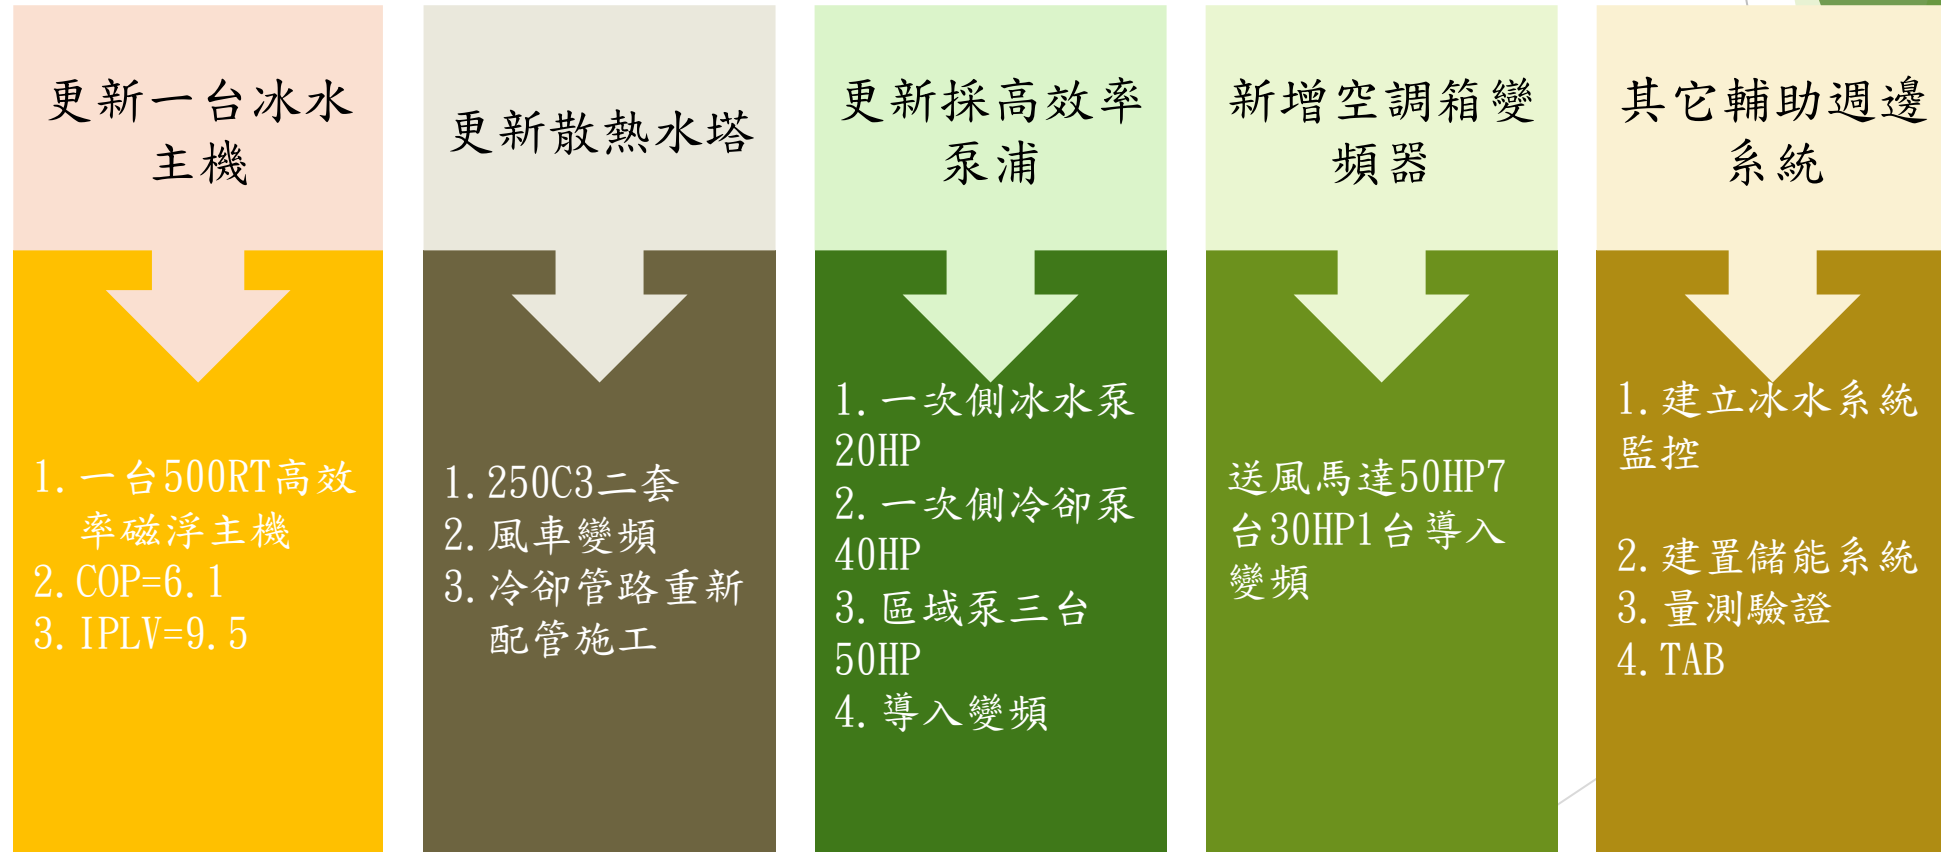 更新一台冰水
主機
1. 一台500RT高效
率磁浮主機
2. COP=6.1
3. IPLV=9.5
更新散熱水塔
1. 250C3二套
2. 風車變頻
3. 冷卻管路重新
配管施工
更新採高效率
泵浦
1. 一次側冰水泵
20HP
2. 一次側冷卻泵
40HP
3. 區域泵三台
50HP
4. 導入變頻
新增空調箱變
頻器
送風馬達50HP7
台30HP1台導入
變頻
其它輔助週邊
系統
1. 建立冰水系統
監控
2. 建置儲能系統
3. 量測驗證
4. TAB